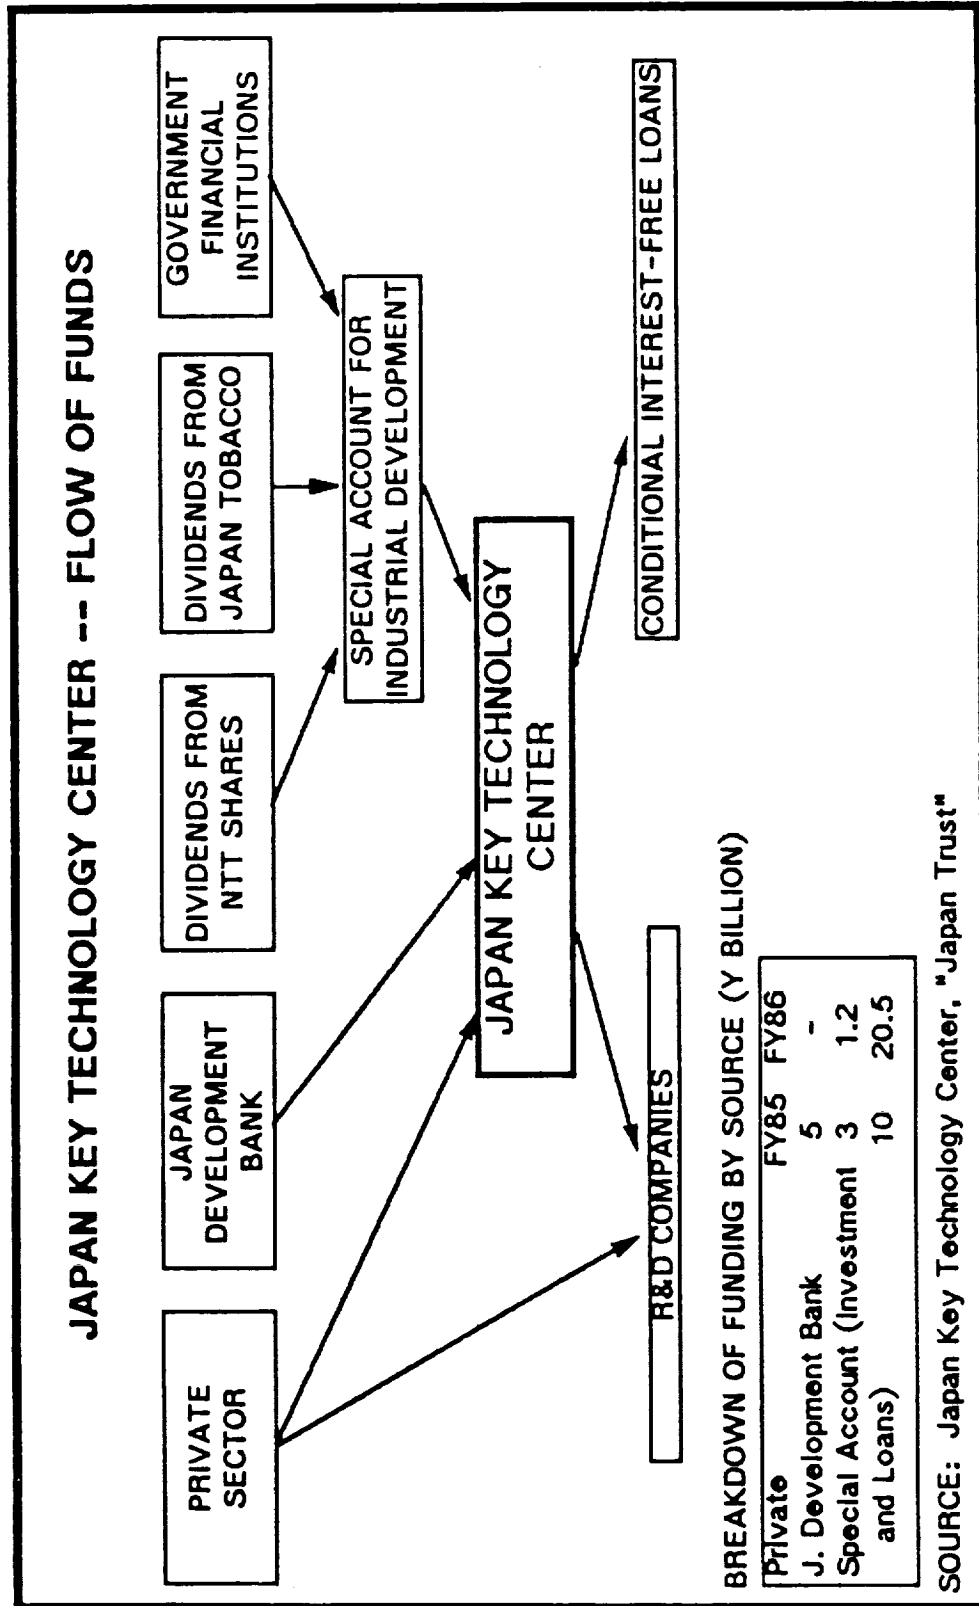 JAPAN KEY TECHNOLOGY CENTER -- FLOW OF FUNDS
PRIVATE
SECTOR
JAPAN
DEVELOPMENT
BANK
DIVIDENDS FROM
NTT SHARES
DIVIDENDS FROM
JAPAN TOBACCO
GOVERNMENT
FINANCIAL
INSTITUTIONS
SPECIAL ACCOUNT FOR
INDUSTRIAL DEVELOPMENT
JAPAN KEY TECHNOLOGY
CENTER
R&D COMPANIES
CONDITIONAL INTEREST-FREE LOANS
BREAKDOWN OF FUNDING BY SOURCE (Y BILLION)
FY85 FY86
Private 5 -
J. Development Bank 3 1.2
Special Account (Investment 10 20.5
and Loans)
SOURCE: Japan Key Technology Center, "Japan Trust"